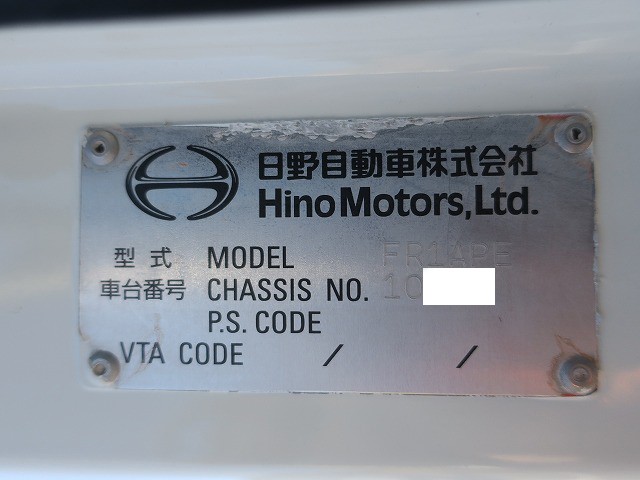 日野自動車株式会社
Hino Motors, Ltd.
型式 MODEL FR1APE
車台番号 CHASSIS NO. 10
P.S. CODE
VTA CODE / /